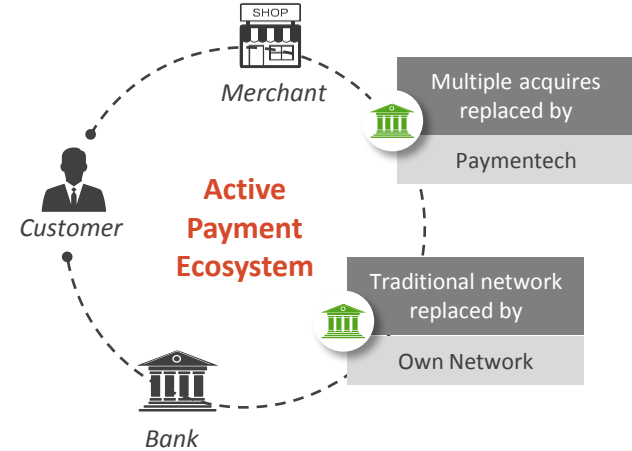 SHOP
Merchant
Multiple acquires
replaced by
Paymentech
Customer
Active
Payment
Ecosystem
Traditional network
replaced by
Own Network
Bank